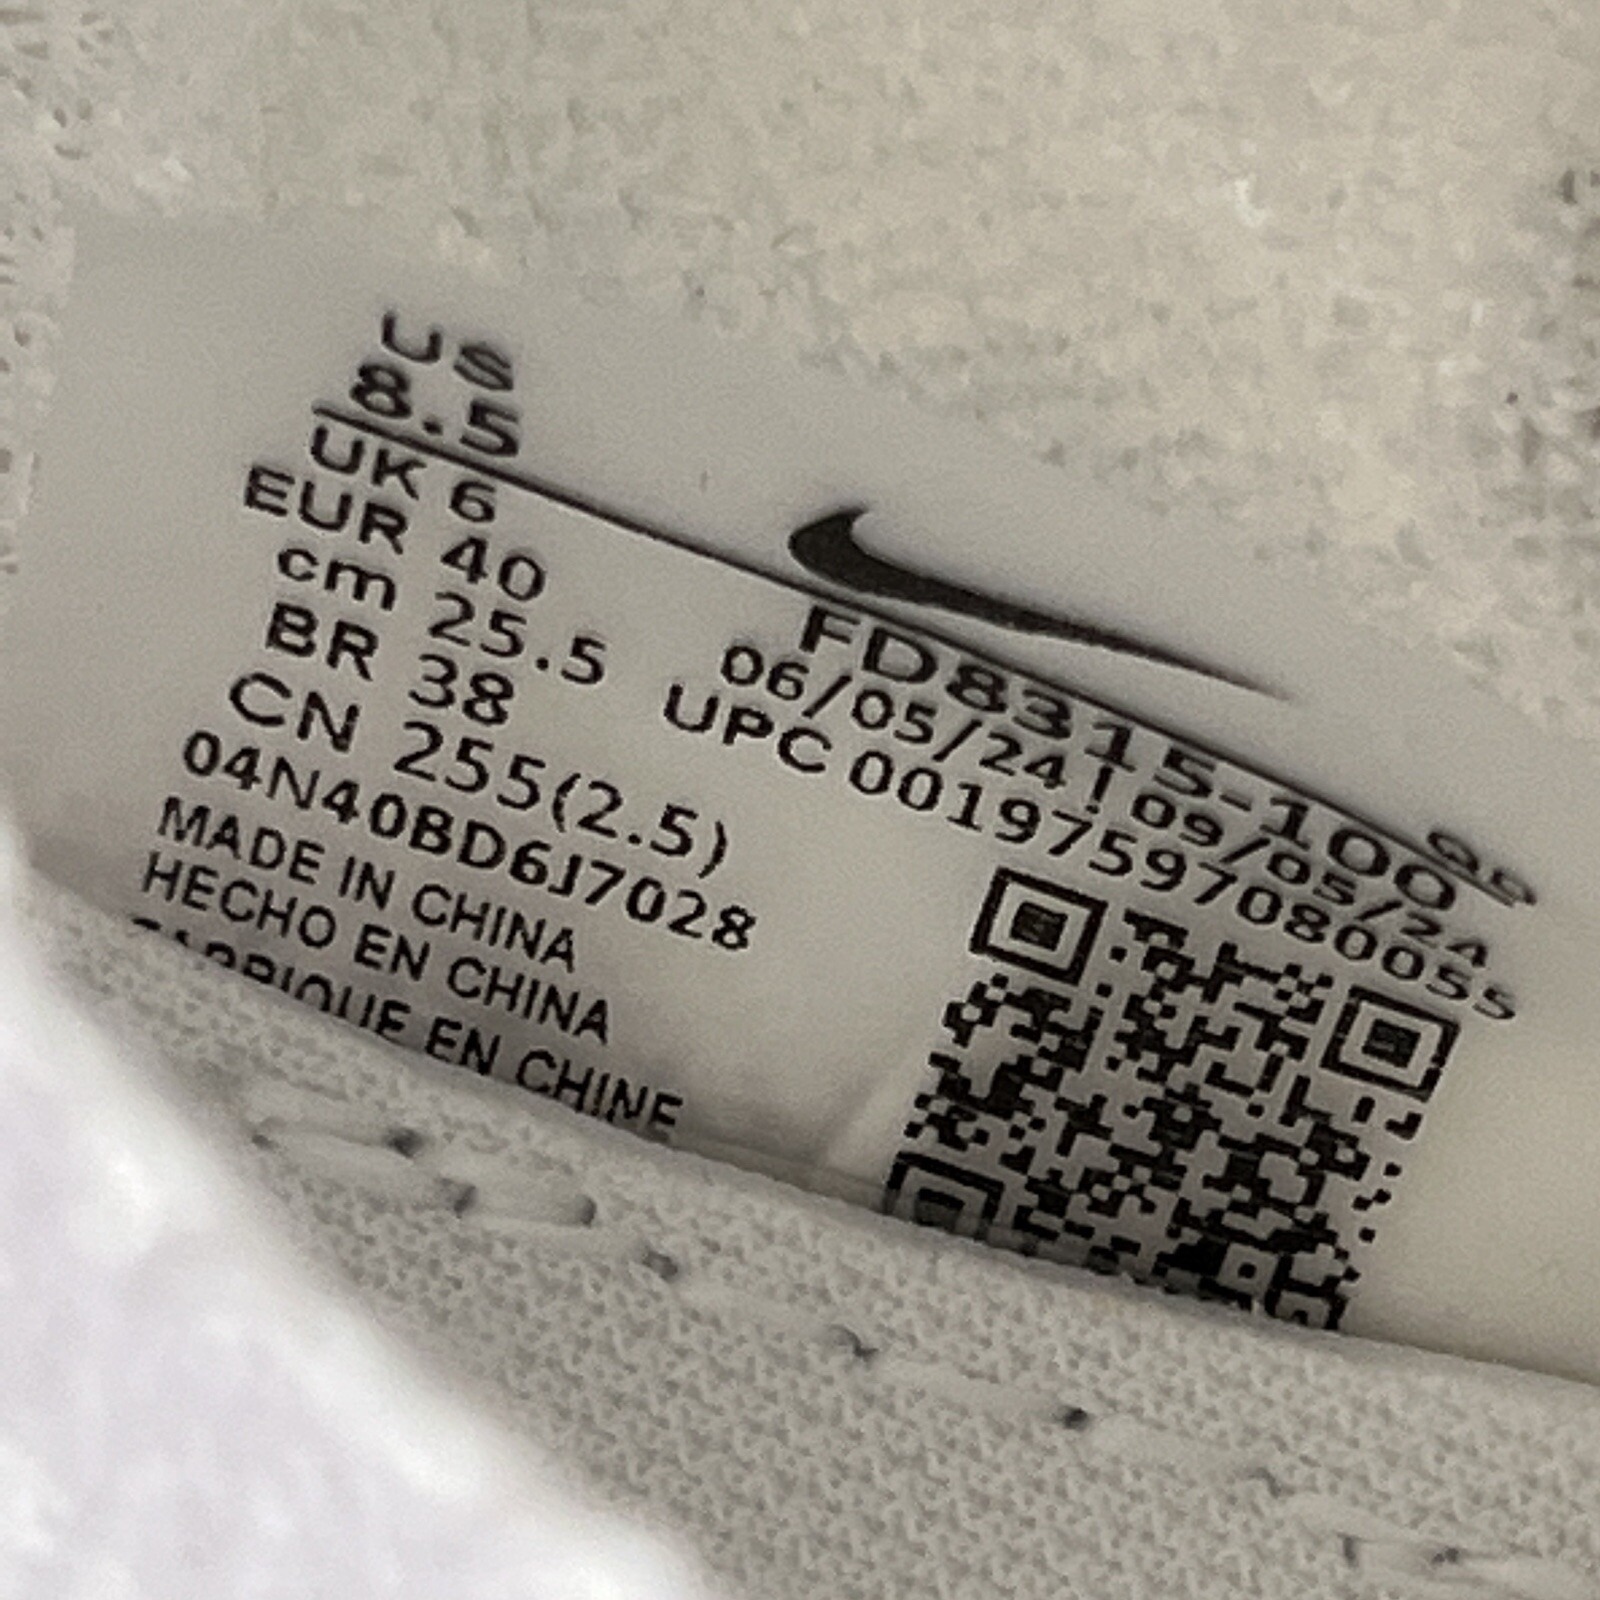 US
8.5
UK 6
EUR 40
cm 25.5
BR 38
CN 255(2.5)
04N40BD6J7028
MADE IN CHINA
HECHO EN CHINA
FABRIQUE EN CHINE
FD8315-100 QS
06/05/24 ! 09/05/24
UPC 00197597080055